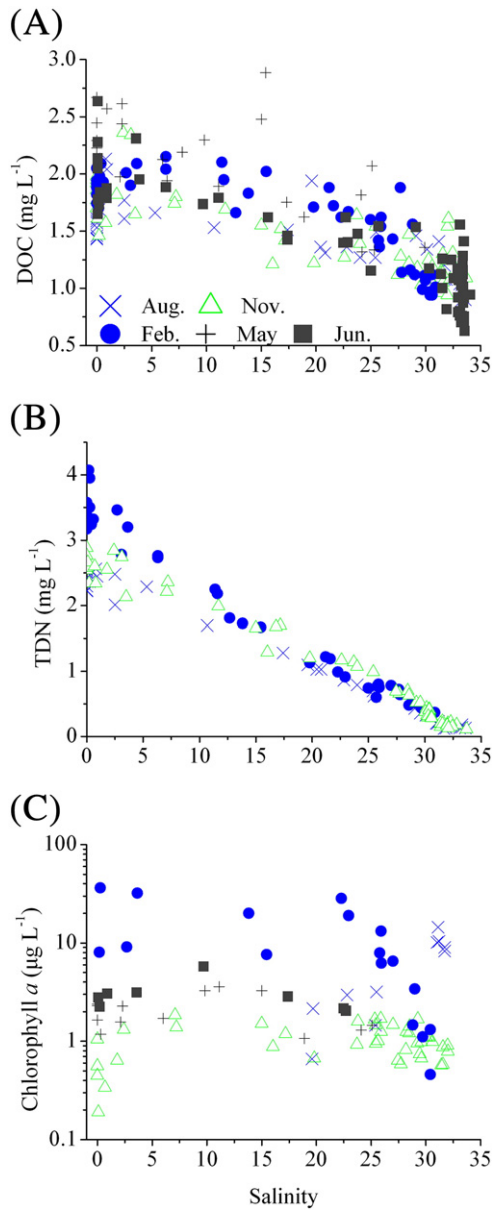 (A)
3.0
2.5
2.0
1.5
1.0
0.5
DOC (mg L⁻¹)
Aug. Nov.
Feb. May Jun.
0 5 10 15 20 25 30 35
(B)
4
3
2
1
0
TDN (mg L⁻¹)
0 5 10 15 20 25 30 35
(C)
100
10
1
0.1
Chlorophyll a (µg L⁻¹)
0 5 10 15 20 25 30 35
Salinity